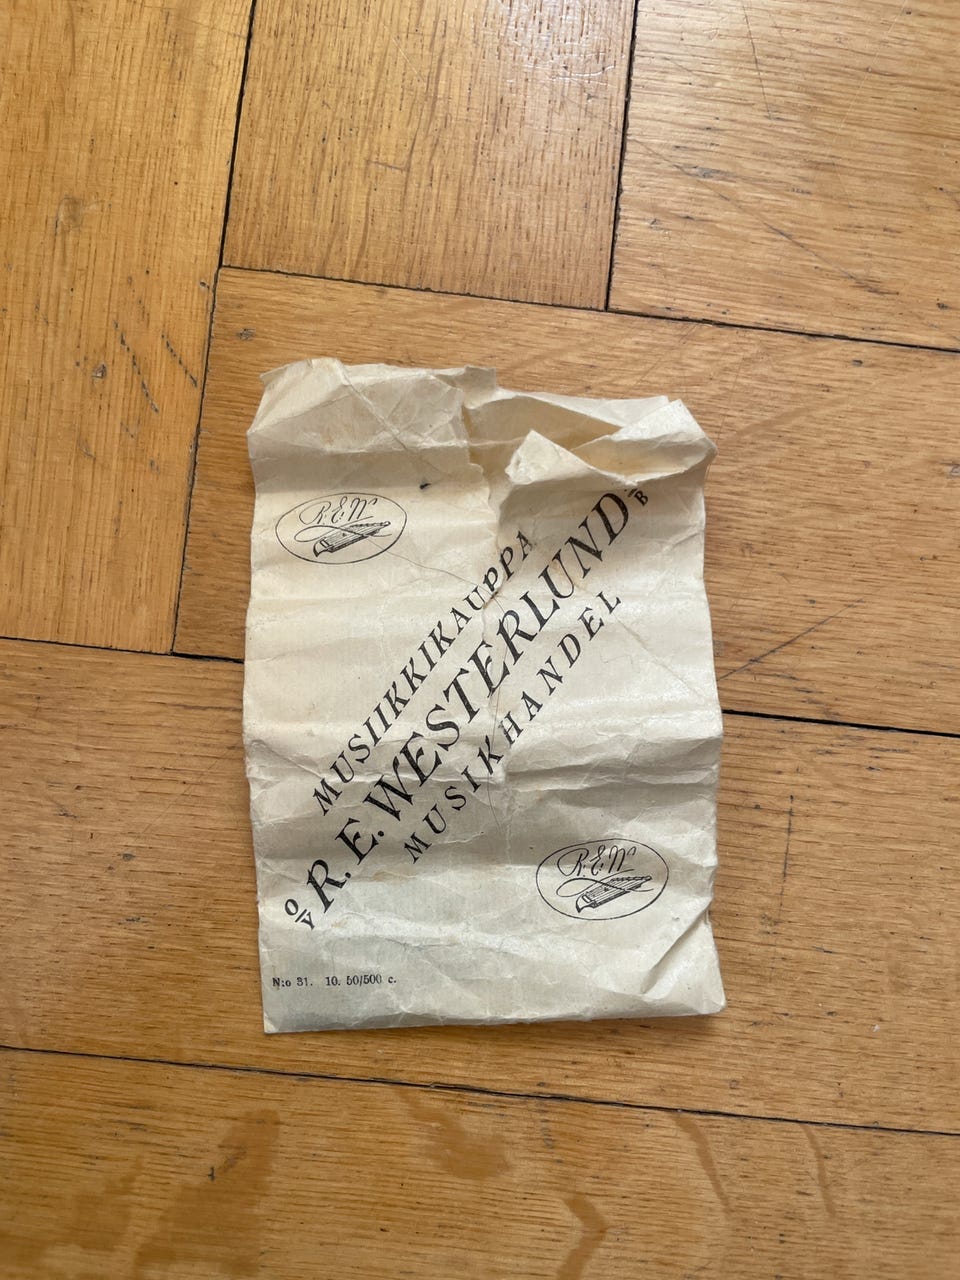 R.E.W
MUSIIKKIKAUPPA
O/Y R. E. WESTERLUND A/B
MUSIKHANDEL
R.E.W
N:o 31. 10. 50/500 c.